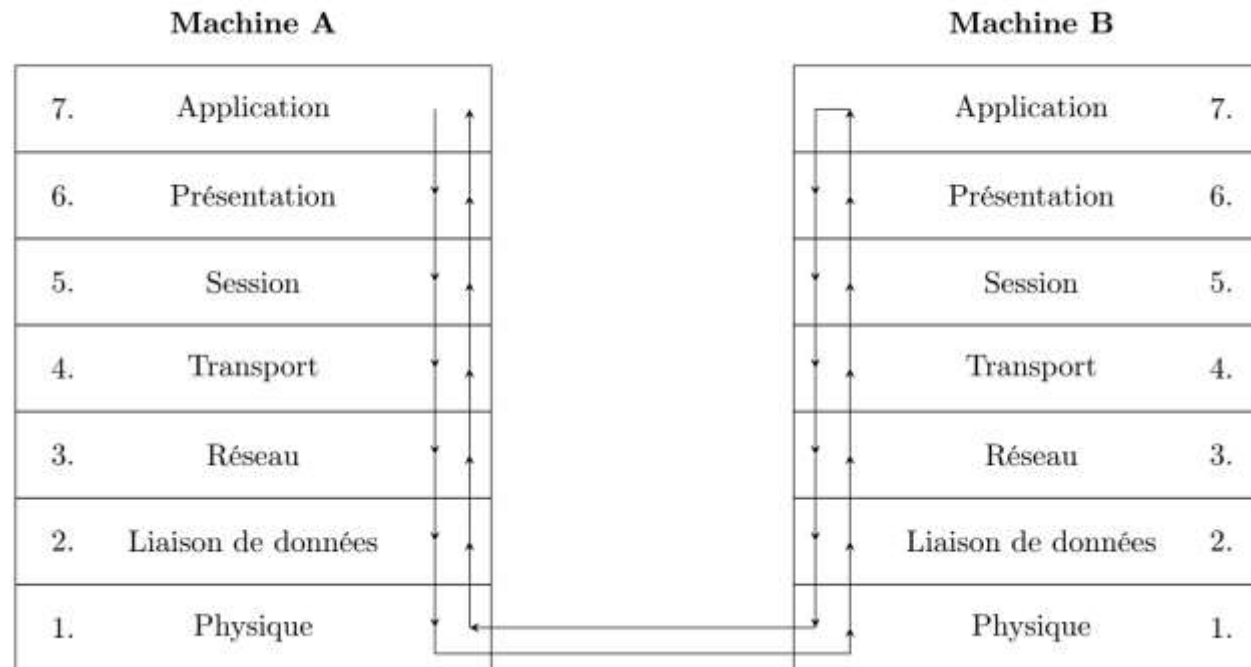 Machine A Machine B
7. Application Application 7.
6. Présentation Présentation 6.
5. Session Session 5.
4. Transport Transport 4.
3. Réseau Réseau 3.
2. Liaison de données Liaison de données 2.
1. Physique Physique 1.